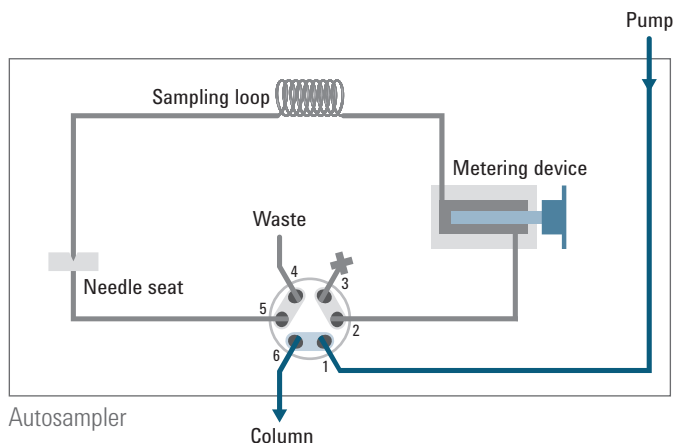 Pump
Sampling loop
Metering device
Waste
Needle seat
4
3
5
2
6
1
Autosampler
Column